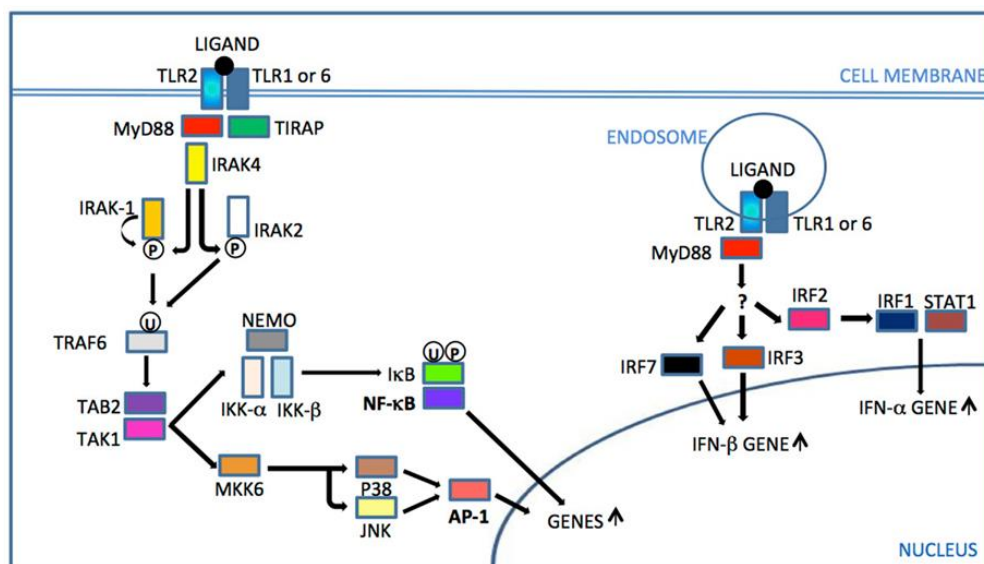 LIGAND
TLR2
TLR1 or 6
CELL MEMBRANE
MyD88
TIRAP
IRAK4
IRAK-1
IRAK2
P
P
U
TRAF6
NEMO
TAB2
TAK1
IKK-α
IKK-β
U P
IκB
NF-κB
MKK6
P38
JNK
AP-1
GENES
ENDOSOME
LIGAND
TLR2
TLR1 or 6
MyD88
?
IRF2
IRF1
STAT1
IRF7
IRF3
IFN-β GENE
IFN-α GENE
NUCLEUS